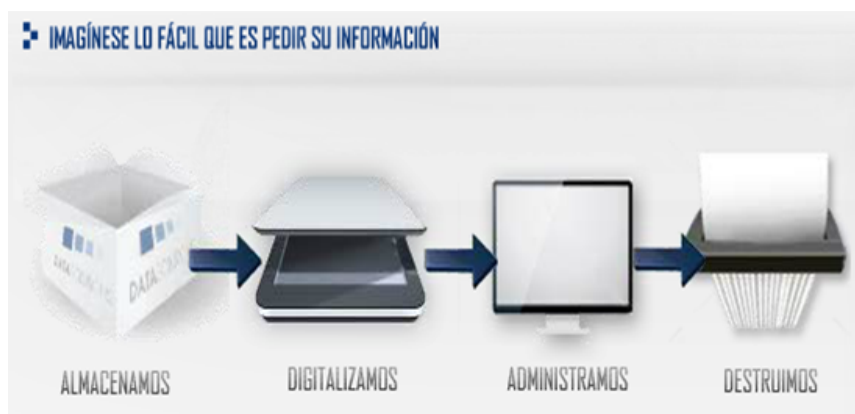 IMAGÍNESE LO FÁCIL QUE ES PEDIR SU INFORMACIÓN
ALMACENAMOS
DIGITALIZAMOS
ADMINISTRAMOS
DESTRUIMOS